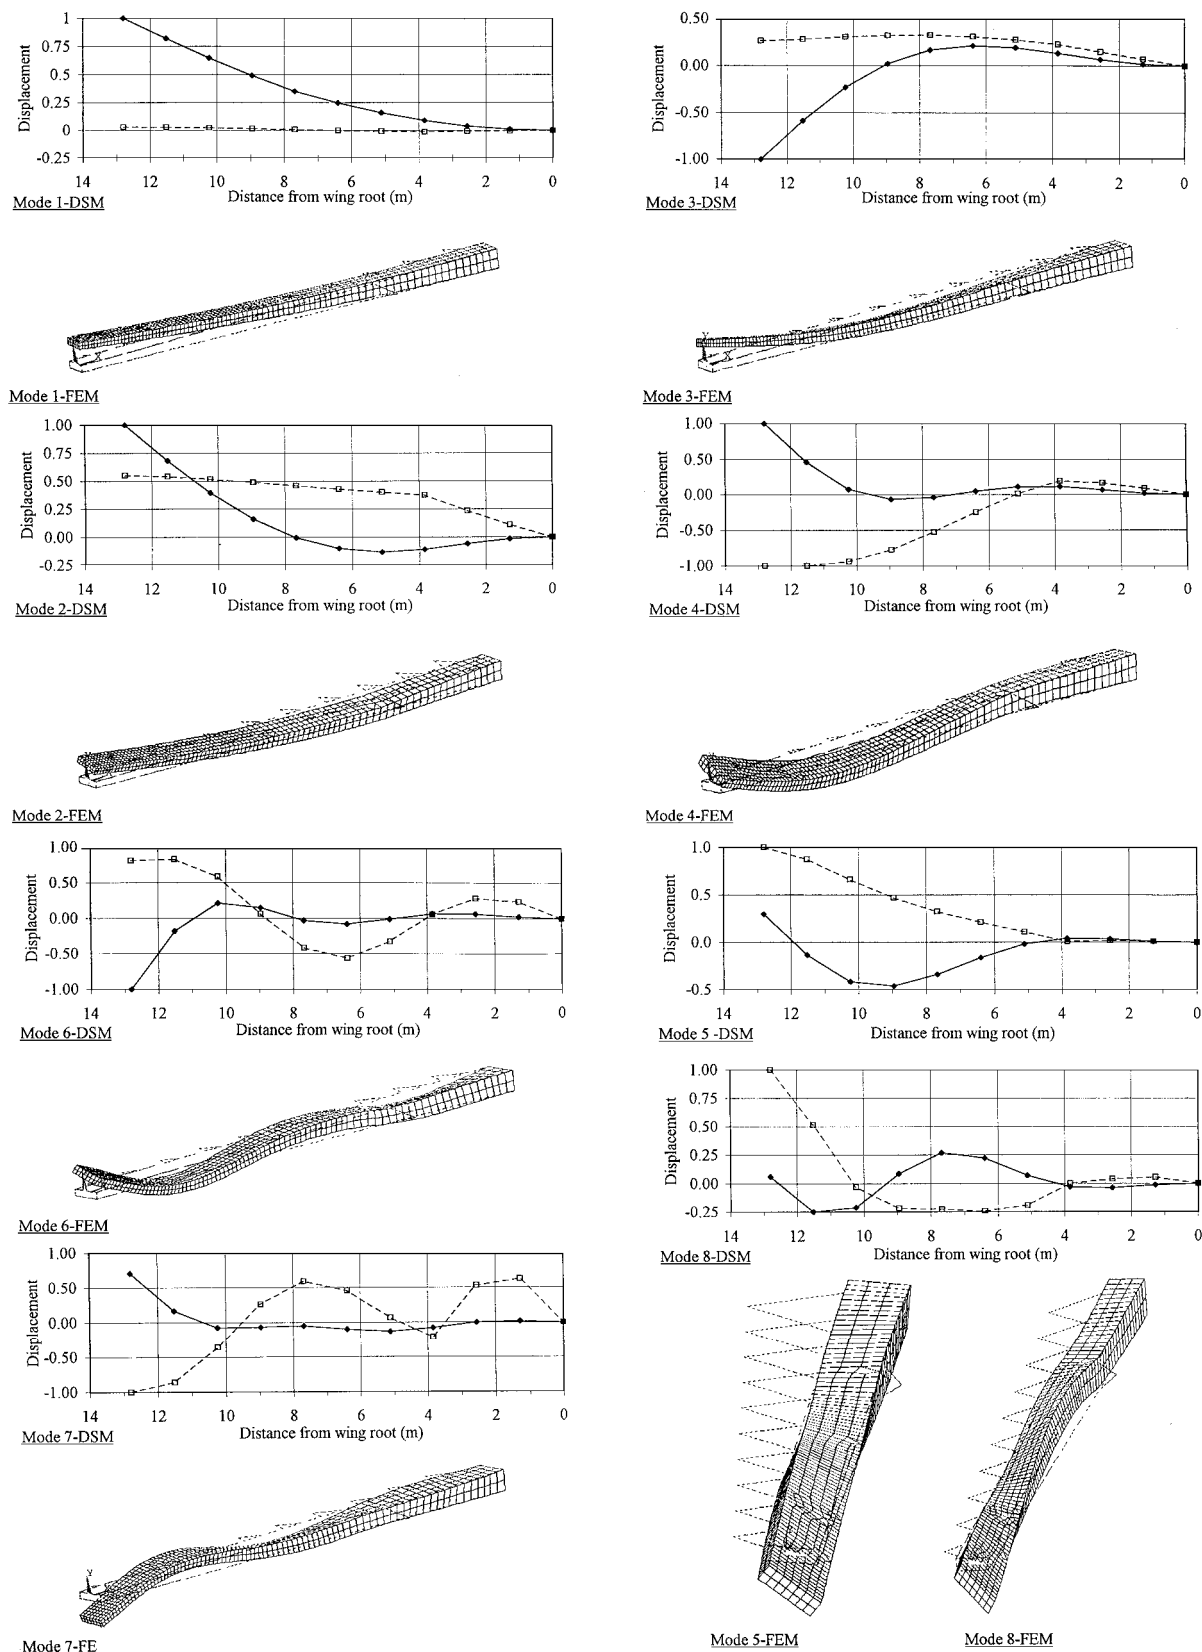 1
0.75
0.5
0.25
0
-0.25
Displacement
14 12 10 8 6 4 2 0
Distance from wing root (m)
Mode 1-DSM
0.50
0.00
-0.50
-1.00
Displacement
14 12 10 8 6 4 2 0
Distance from wing root (m)
Mode 3-DSM
Mode 1-FEM
Mode 3-FEM
1.00
0.75
0.50
0.25
0.00
-0.25
Displacement
14 12 10 8 6 4 2 0
Distance from wing root (m)
Mode 2-DSM
1.00
0.50
0.00
-0.50
-1.00
Displacement
14 12 10 8 6 4 2 0
Distance from wing root (m)
Mode 4-DSM
Mode 2-FEM
Mode 4-FEM
1.00
0.50
0.00
-0.50
-1.00
Displacement
14 12 10 8 6 4 2 0
Distance from wing root (m)
Mode 6-DSM
1.0
0.5
0.0
-0.5
Displacement
14 12 10 8 6 4 2 0
Distance from wing root (m)
Mode 5 -DSM
Mode 6-FEM
1.00
0.75
0.50
0.25
0.00
-0.25
Displacement
14 12 10 8 6 4 2 0
Distance from wing root (m)
Mode 8-DSM
1.00
0.50
0.00
-0.50
-1.00
Displacement
14 12 10 8 6 4 2 0
Distance from wing root (m)
Mode 7-DSM
Mode 7-FE
Mode 5-FEM
Mode 8-FEM